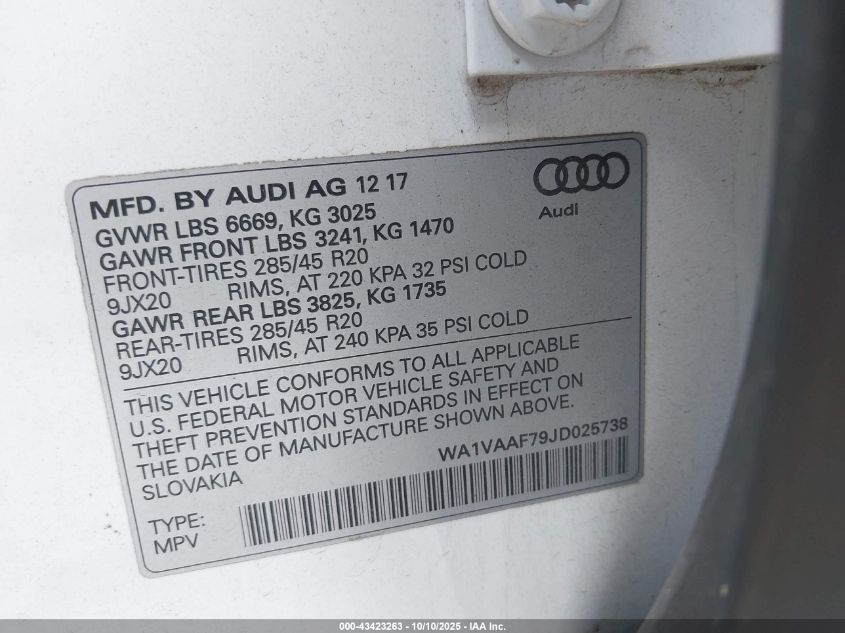 MFD. BY AUDI AG 12 17
Audi
GVWR LBS 6669, KG 3025
GAWR FRONT LBS 3241, KG 1470
FRONT-TIRES 285/45 R20
9JX20 RIMS, AT 220 KPA 32 PSI COLD
GAWR REAR LBS 3825, KG 1735
REAR-TIRES 285/45 R20
9JX20 RIMS, AT 240 KPA 35 PSI COLD
THIS VEHICLE CONFORMS TO ALL APPLICABLE
U.S. FEDERAL MOTOR VEHICLE SAFETY AND
THEFT PREVENTION STANDARDS IN EFFECT ON
THE DATE OF MANUFACTURE SHOWN ABOVE.
SLOVAKIA WA1VAAF79JD025738
TYPE:
MPV
000-43423263 - 10/10/2025 - IAA Inc.